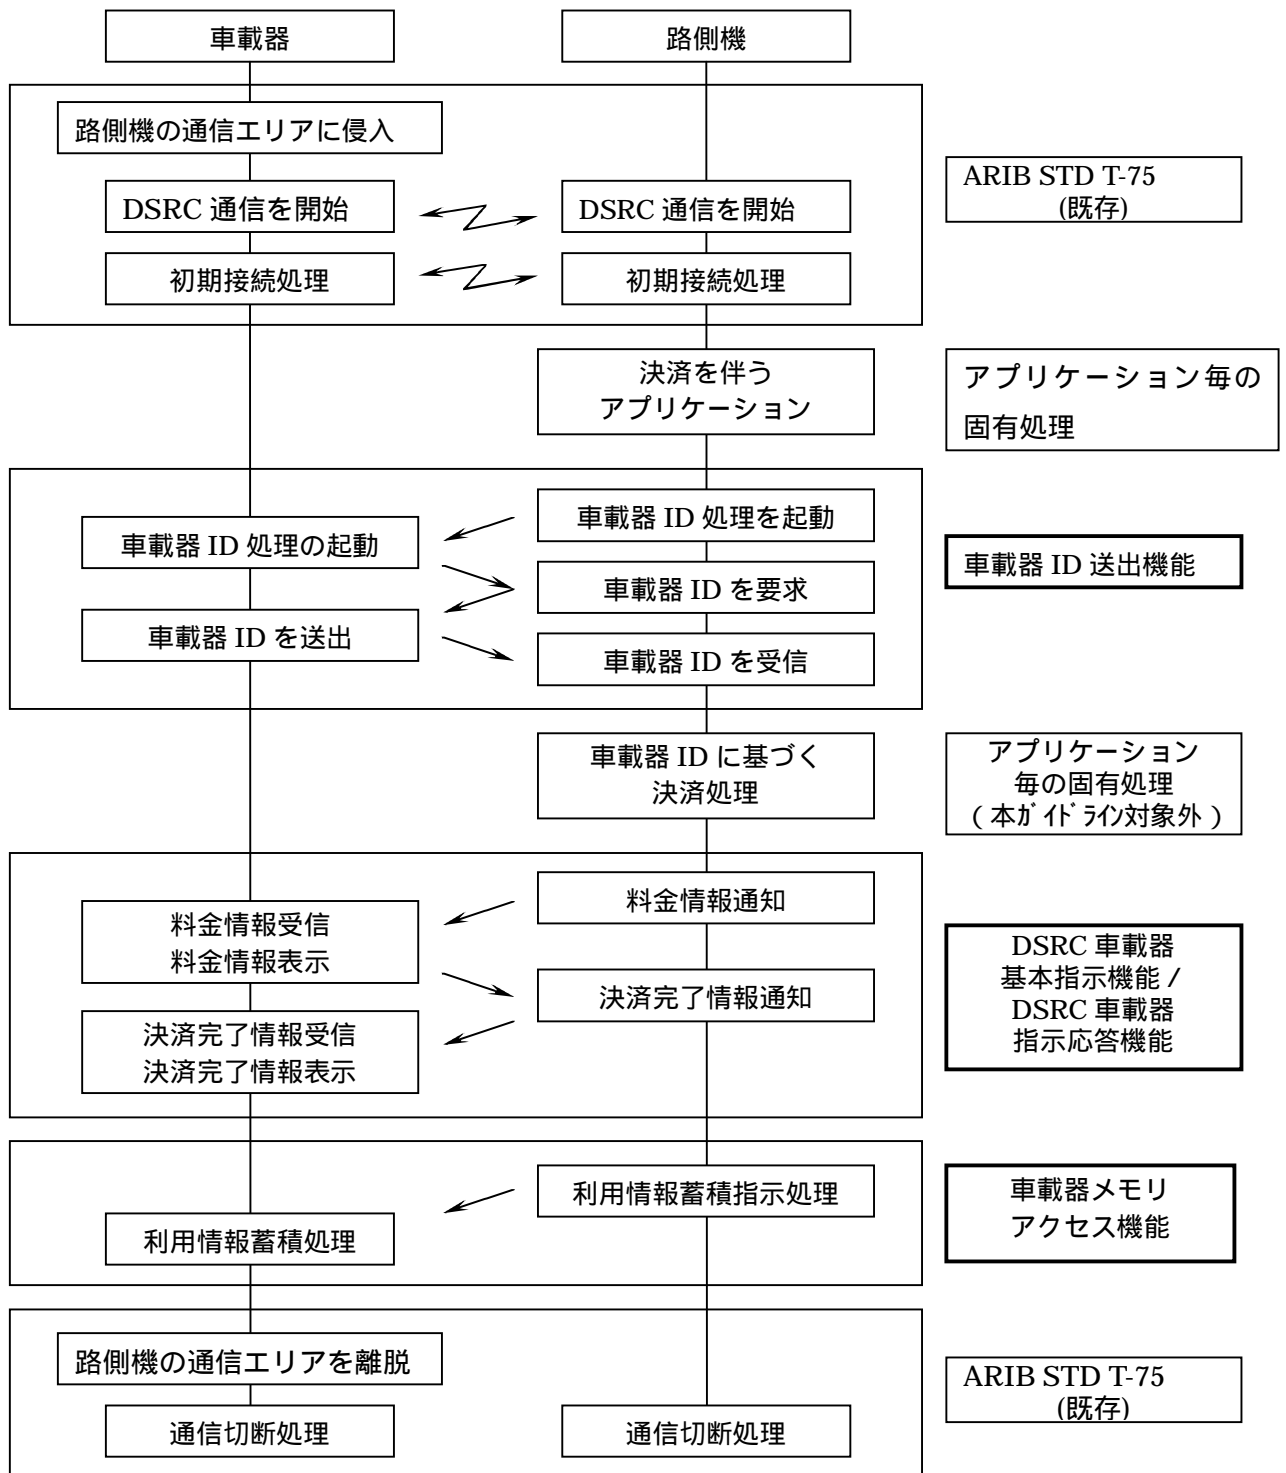 車載器
路側機
路側機の通信エリアに侵入
DSRC 通信を開始
DSRC 通信を開始
初期接続処理
初期接続処理
ARIB STD T-75
(既存)
決済を伴う
アプリケーション
アプリケーション毎の
固有処理
車載器 ID 処理を起動
車載器 ID 処理の起動
車載器 ID を要求
車載器 ID を送出
車載器 ID を受信
車載器 ID 送出機能
車載器 ID に基づく
決済処理
アプリケーション
毎の固有処理
(本ｶﾞｲﾄﾞﾗｲﾝ対象外)
料金情報通知
料金情報受信
料金情報表示
決済完了情報通知
決済完了情報受信
決済完了情報表示
DSRC 車載器
基本指示機能 /
DSRC 車載器
指示応答機能
利用情報蓄積指示処理
利用情報蓄積処理
車載器メモリ
アクセス機能
路側機の通信エリアを離脱
通信切断処理
通信切断処理
ARIB STD T-75
(既存)